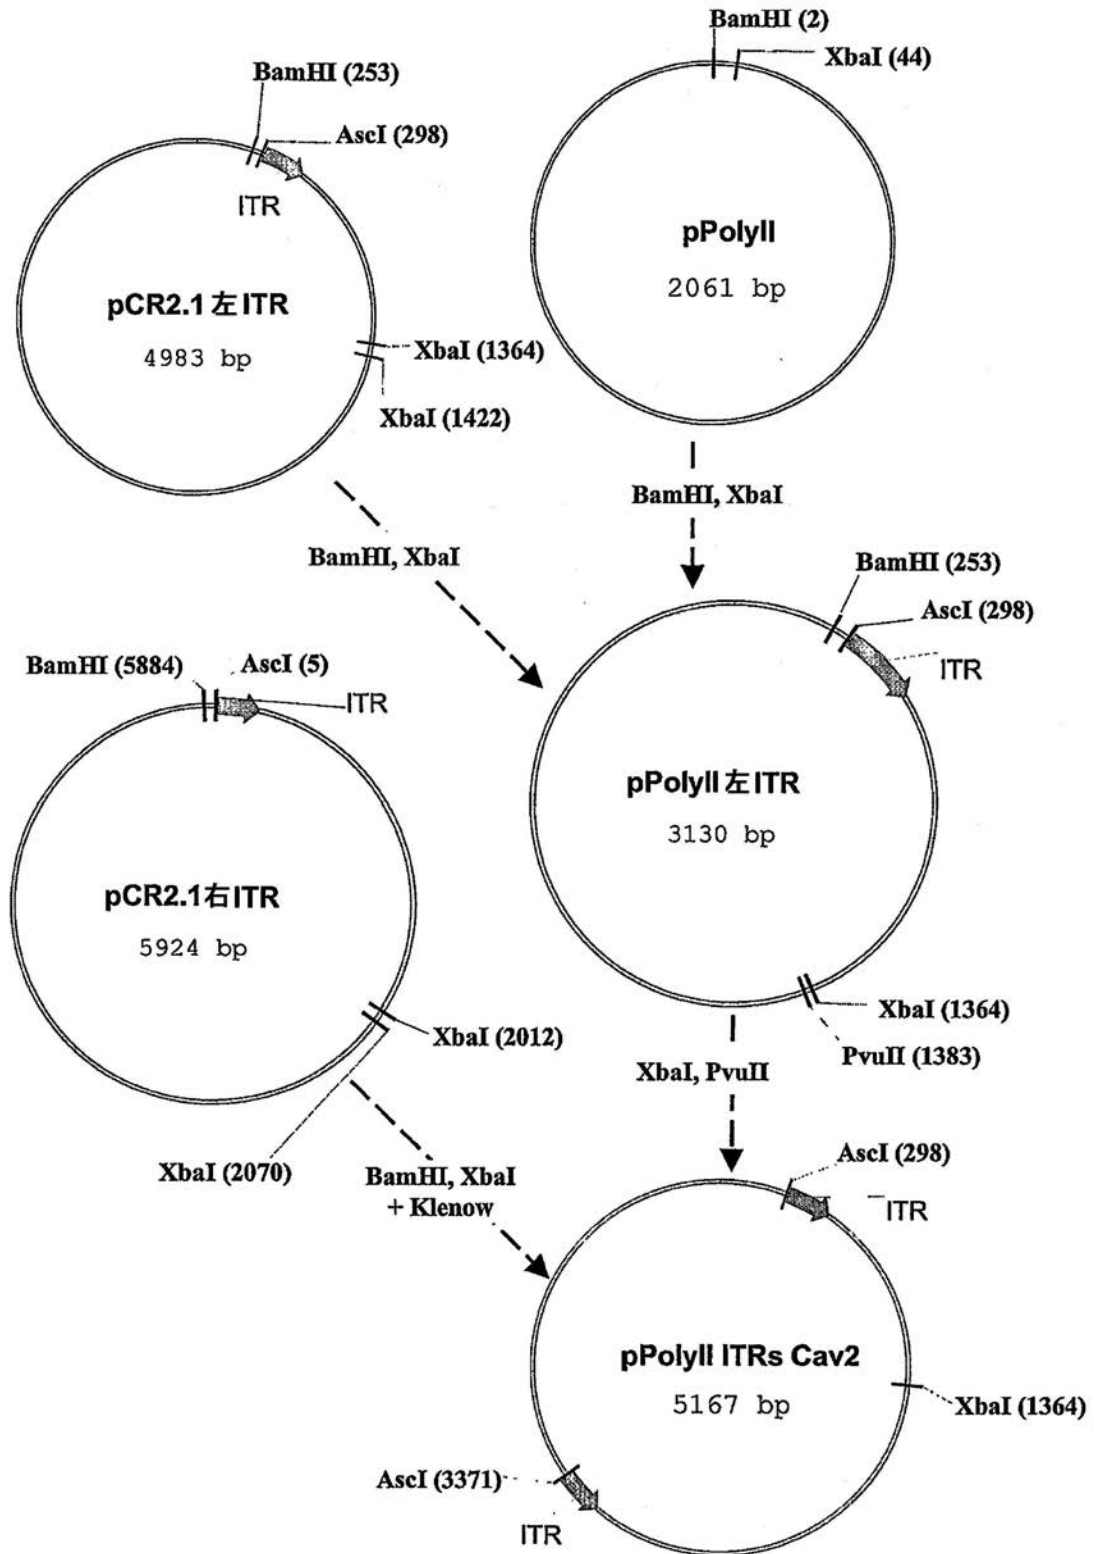 BamHI (2)
XbaI (44)
BamHI (253)
AscI (298)
ITR
pPolyII
2061 bp
pCR2.1 左 ITR
4983 bp
XbaI (1364)
XbaI (1422)
BamHI, XbaI
BamHI, XbaI
BamHI (253)
AscI (298)
ITR
BamHI (5884)
AscI (5)
ITR
pPolyII 左 ITR
3130 bp
pCR2.1 右 ITR
5924 bp
XbaI (1364)
XbaI (2012)
PvuII (1383)
XbaI, PvuII
XbaI (2070)
BamHI, XbaI
+ Klenow
AscI (298)
ITR
pPolyII ITRs Cav2
5167 bp
XbaI (1364)
AscI (3371)
ITR